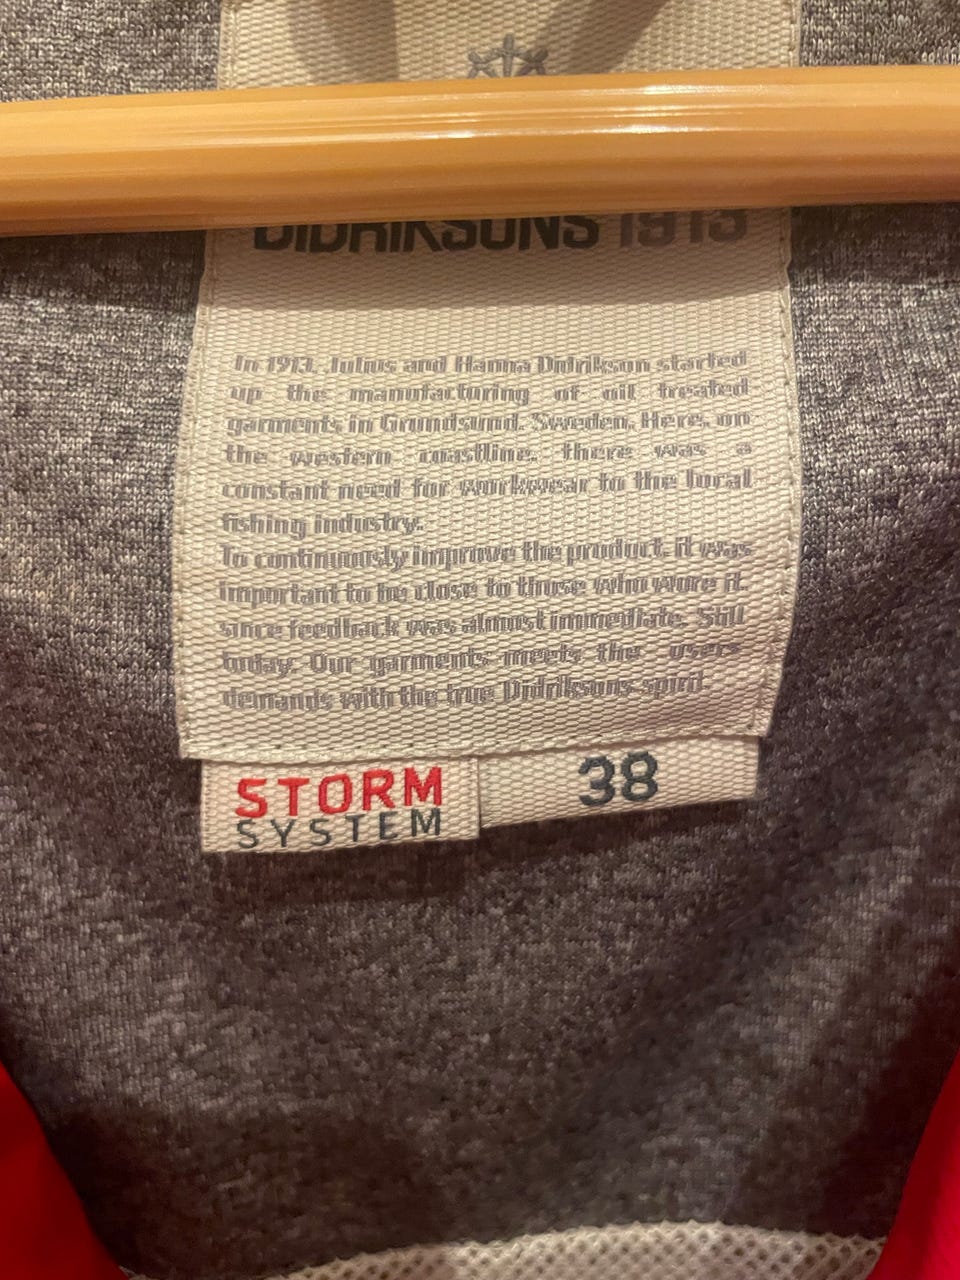 DIDRIKSONS 1913
In 1913, Julius and Hanna Didrikson started
up the manufacturing of oil treated
garments in Grundsund, Sweden. Here, on
the western coastline, there was a
constant need for workwear to the local
fishing industry.
To continuously improve the product, it was
important to be close to those who wore it,
since feedback was almost immediate. Still
today, Our garments meets the users
demands with the true Didriksons spirit.
STORM
SYSTEM
38